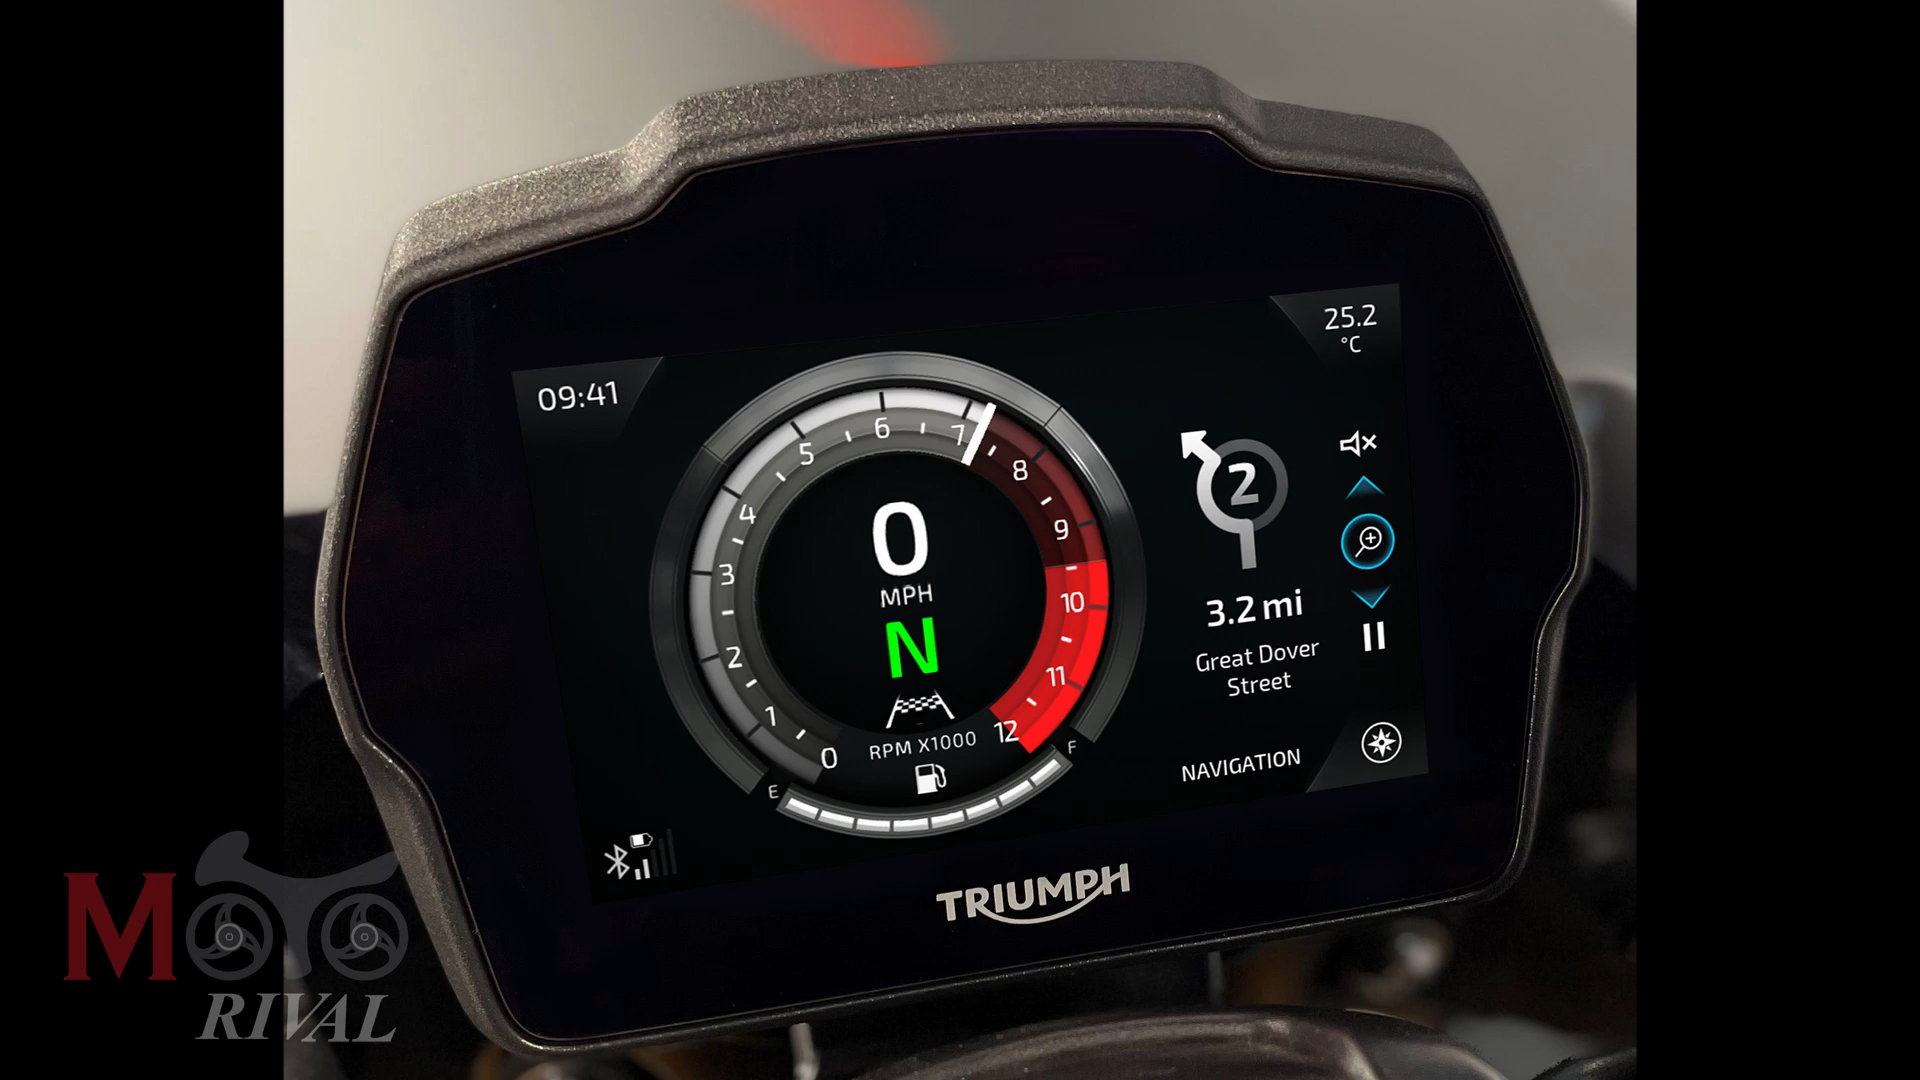 25.2
°C
09:41
0
1
2
3
4
5
6
7
8
9
10
11
12
0
MPH
N
RPM X1000
E
F
2
3.2 mi
Great Dover
Street
NAVIGATION
TRIUMPH
MOTO
RIVAL